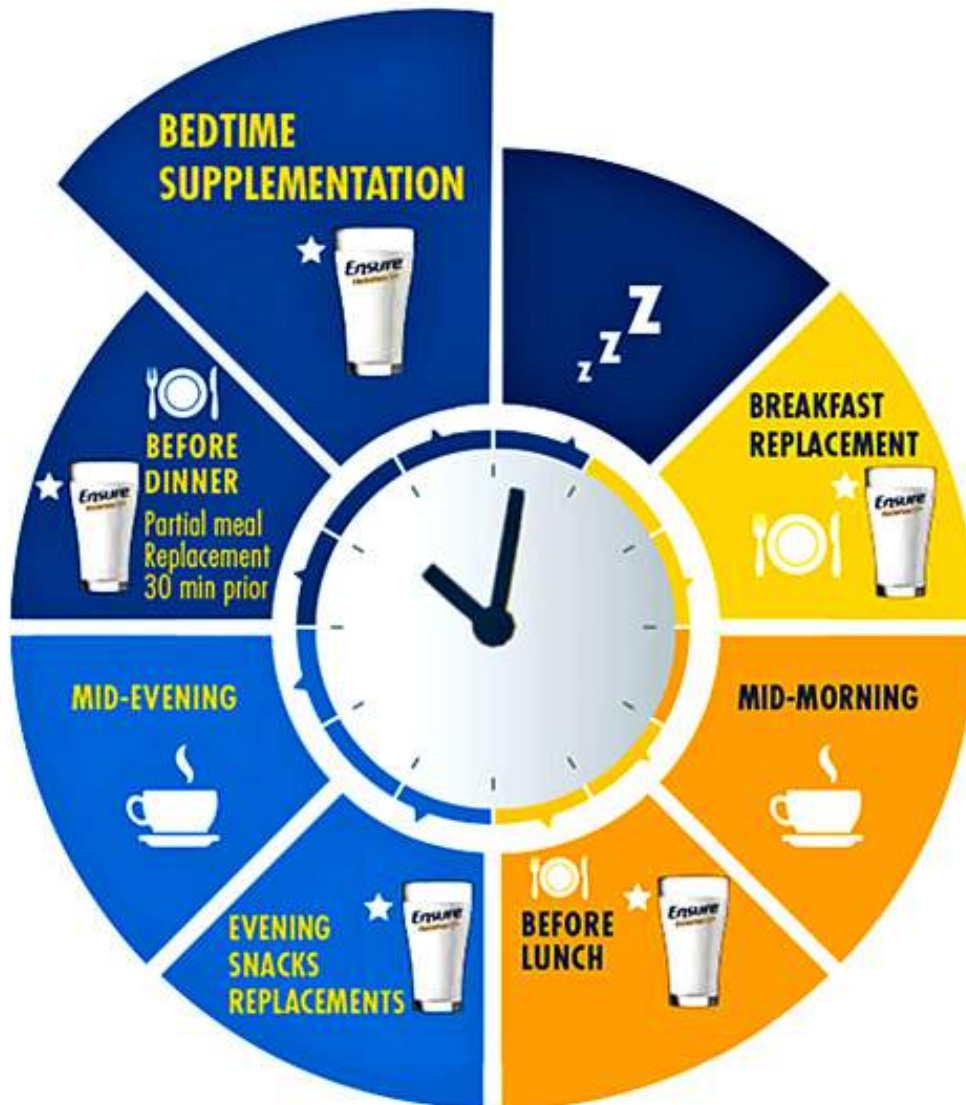 BEDTIME
SUPPLEMENTATION
Ensure
z z Z
BREAKFAST
REPLACEMENT
Ensure
MID-MORNING
BEFORE
LUNCH
Ensure
EVENING
SNACKS
REPLACEMENTS
Ensure
MID-EVENING
BEFORE
DINNER
Partial meal
Replacement
30 min prior
Ensure